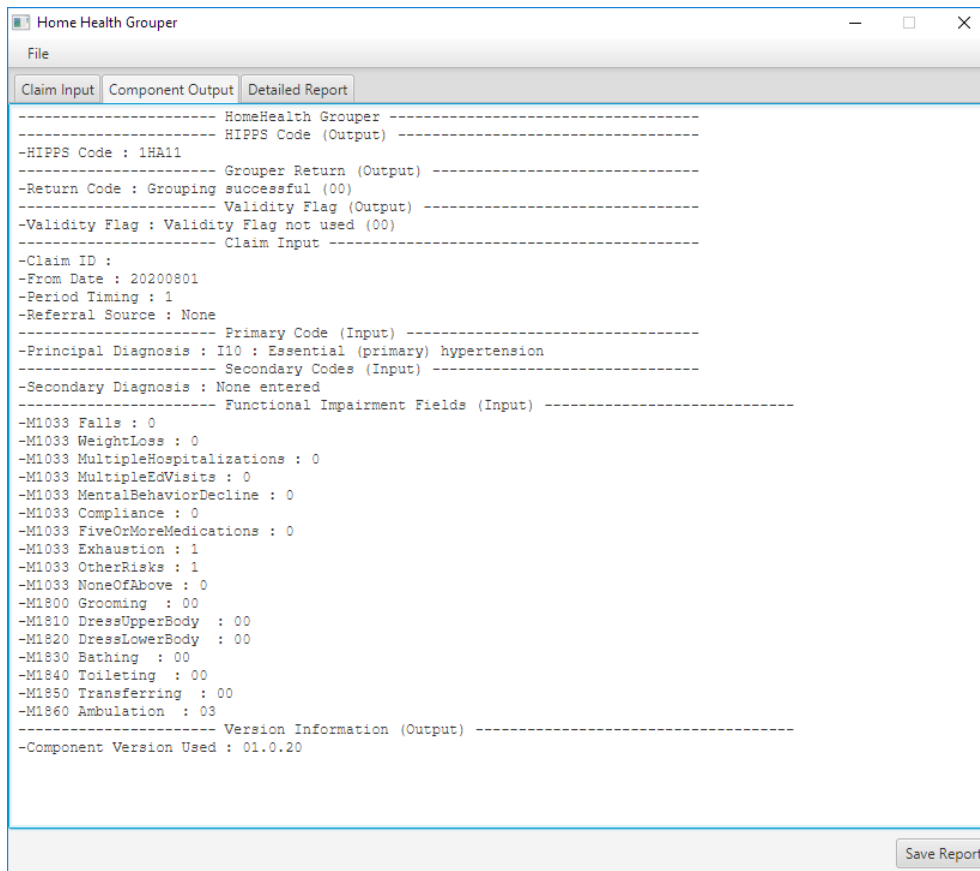 Home Health Grouper
File
Claim Input Component Output Detailed Report
----------------------- HomeHealth Grouper ------------------------------------
----------------------- HIPPS Code (Output) -----------------------------------
-HIPPS Code : 1HA11
----------------------- Grouper Return (Output) -------------------------------
-Return Code : Grouping successful (00)
----------------------- Validity Flag (Output) --------------------------------
-Validity Flag : Validity Flag not used (00)
----------------------- Claim Input -------------------------------------------
-Claim ID :
-From Date : 20200801
-Period Timing : 1
-Referral Source : None
----------------------- Primary Code (Input) ----------------------------------
-Principal Diagnosis : I10 : Essential (primary) hypertension
----------------------- Secondary Codes (Input) -------------------------------
-Secondary Diagnosis : None entered
----------------------- Functional Impairment Fields (Input) -----------------------------
-M1033 Falls : 0
-M1033 WeightLoss : 0
-M1033 MultipleHospitalizations : 0
-M1033 MultipleEdVisits : 0
-M1033 MentalBehaviorDecline : 0
-M1033 Compliance : 0
-M1033 FiveOrMoreMedications : 0
-M1033 Exhaustion : 1
-M1033 OtherRisks : 1
-M1033 NoneOfAbove : 0
-M1800 Grooming  : 00
-M1810 DressUpperBody  : 00
-M1820 DressLowerBody  : 00
-M1830 Bathing  : 00
-M1840 Toileting  : 00
-M1850 Transferring  : 00
-M1860 Ambulation  : 03
----------------------- Version Information (Output) -------------------------------------
-Component Version Used : 01.0.20
Save Report